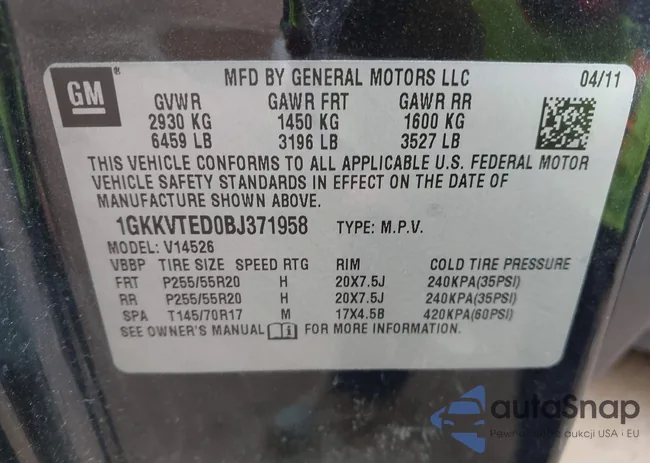 GM ®
MFD BY GENERAL MOTORS LLC 04/11
GVWR GAWR FRT GAWR RR
2930 KG 1450 KG 1600 KG
6459 LB 3196 LB 3527 LB
THIS VEHICLE CONFORMS TO ALL APPLICABLE U.S. FEDERAL MOTOR
VEHICLE SAFETY STANDARDS IN EFFECT ON THE DATE OF
MANUFACTURE SHOWN ABOVE.
1GKKVTED0BJ371958 TYPE: M.P.V.
MODEL: V14526
VBBP TIRE SIZE SPEED RTG RIM COLD TIRE PRESSURE
FRT P255/55R20 H 20X7.5J 240KPA(35PSI)
RR P255/55R20 H 20X7.5J 240KPA(35PSI)
SPA T145/70R17 M 17X4.5B 420KPA(60PSI)
SEE OWNER'S MANUAL FOR MORE INFORMATION.
autoSnap
aukcji USA · EU